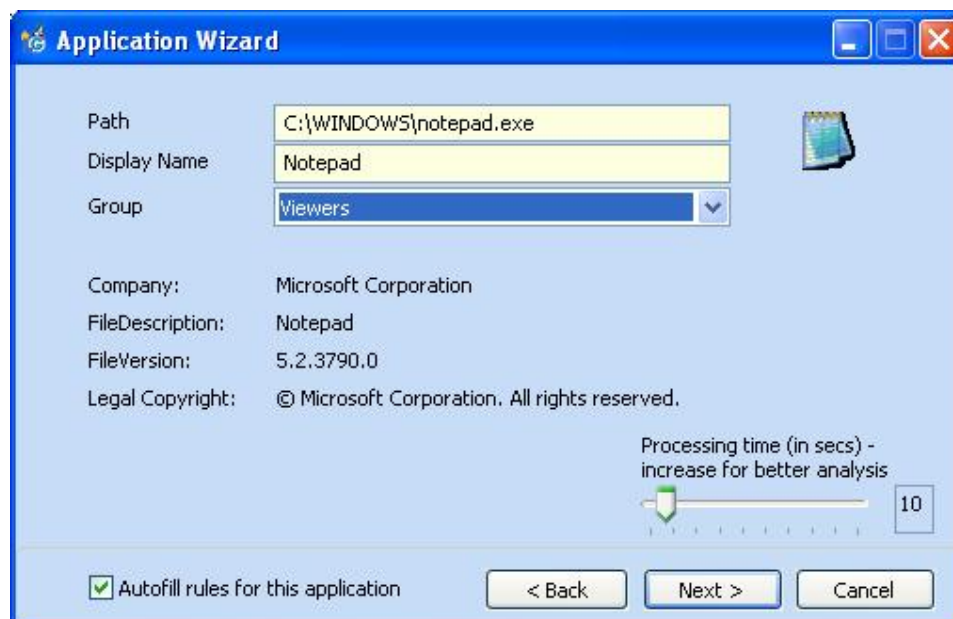 Application Wizard
Path
C:\WINDOWS\notepad.exe
Display Name
Notepad
Group
Viewers
Company:
Microsoft Corporation
FileDescription:
Notepad
FileVersion:
5.2.3790.0
Legal Copyright:
© Microsoft Corporation. All rights reserved.
Processing time (in secs) -
increase for better analysis
10
Autofill rules for this application
< Back
Next >
Cancel